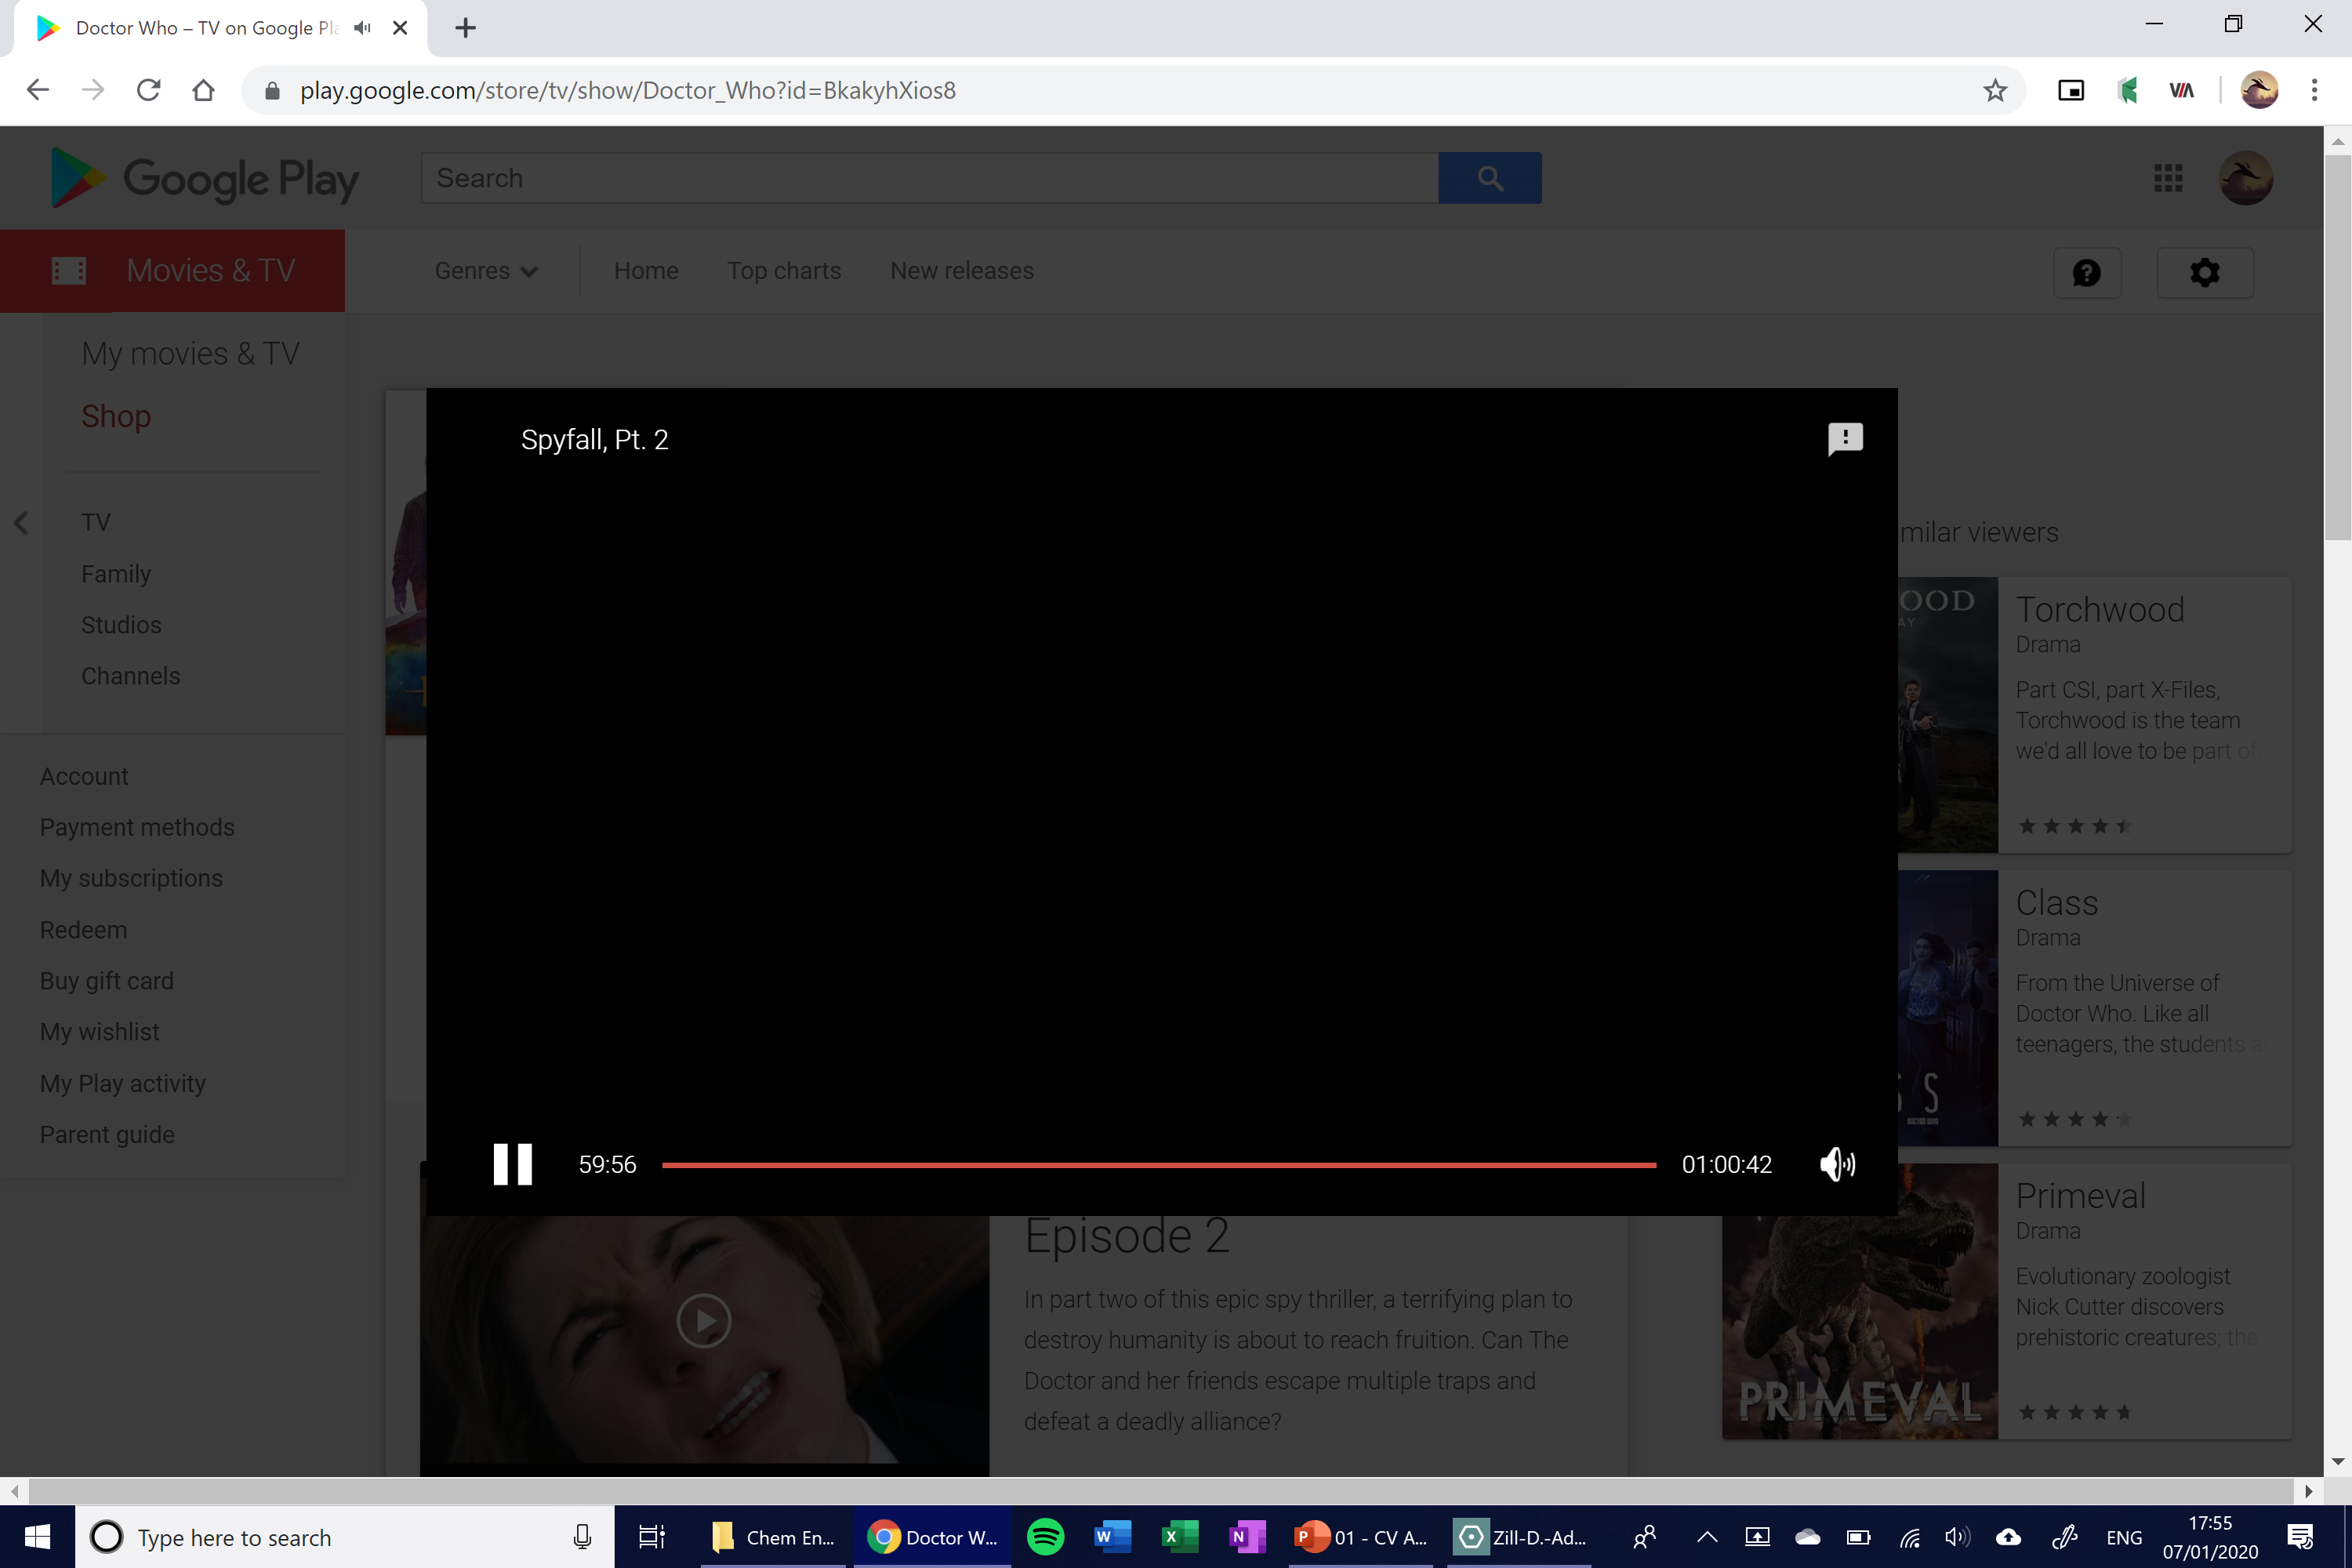 Doctor Who – TV on Google Pla
play.google.com/store/tv/show/Doctor_Who?id=BkakyhXios8
VIA
Google Play
Search
Movies & TV
Genres
Home
Top charts
New releases
My movies & TV
Shop
TV
Family
Studios
Channels
Account
Payment methods
My subscriptions
Redeem
Buy gift card
My wishlist
My Play activity
Parent guide
Spyfall, Pt. 2
59:56
01:00:42
Episode 2
In part two of this epic spy thriller, a terrifying plan to
destroy humanity is about to reach fruition. Can The
Doctor and her friends escape multiple traps and
defeat a deadly alliance?
milar viewers
OOD
AY
Torchwood
Drama
Part CSI, part X-Files,
Torchwood is the team
we'd all love to be part of.
S S
DOCTOR WHO
Class
Drama
From the Universe of
Doctor Who. Like all
teenagers, the students a
PRIMEVAL
Primeval
Drama
Evolutionary zoologist
Nick Cutter discovers
prehistoric creatures; the
Type here to search
Chem En...
Doctor W...
W
X
N
P
01 - CV A...
Zill-D.-Ad...
ENG
17:55
07/01/2020